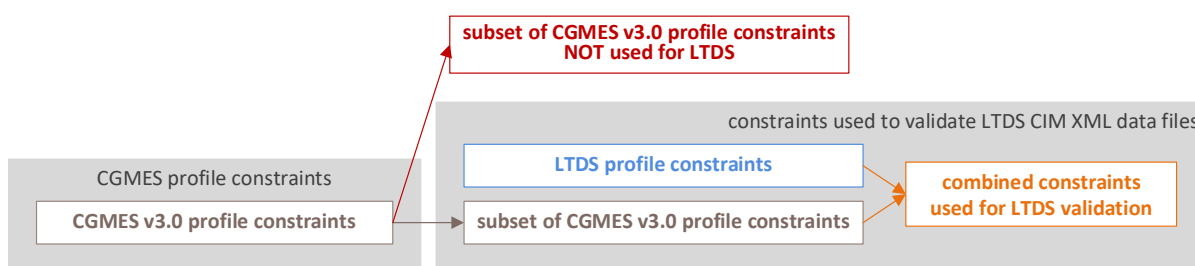 subset of CGMES v3.0 profile constraints
NOT used for LTDS
constraints used to validate LTDS CIM XML data files
CGMES profile constraints
LTDS profile constraints
combined constraints
used for LTDS validation
CGMES v3.0 profile constraints
subset of CGMES v3.0 profile constraints